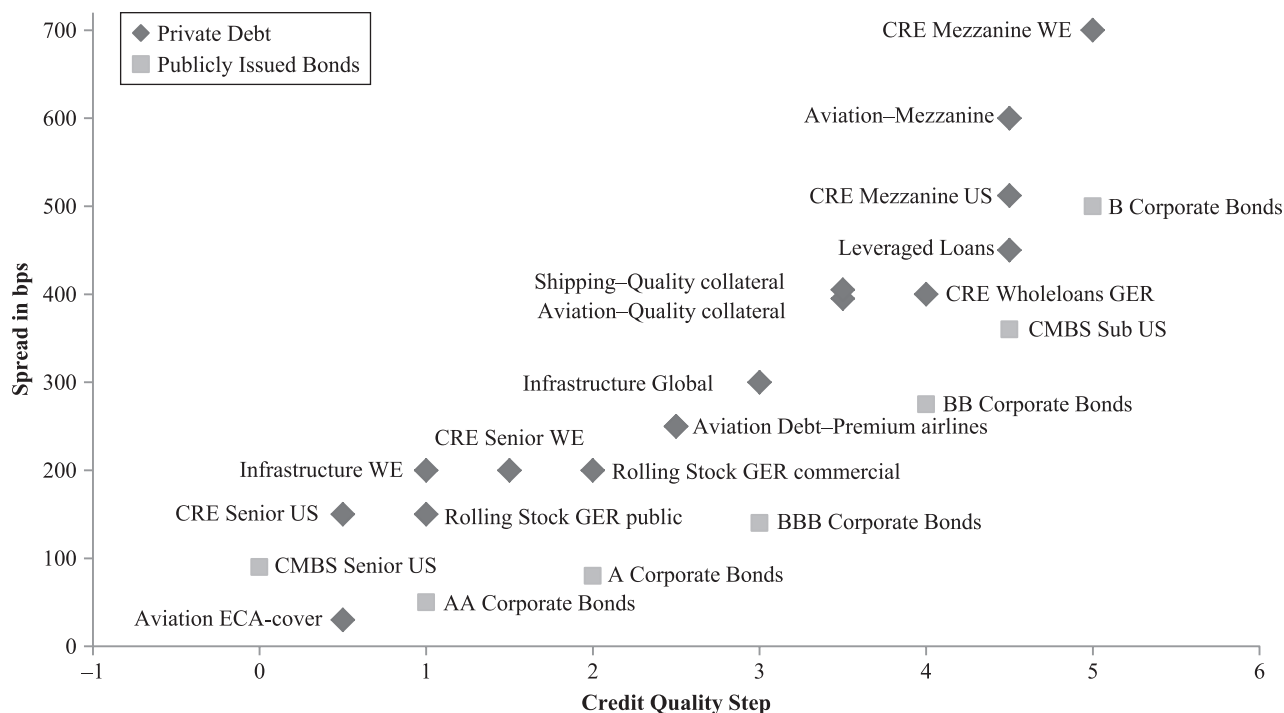 700
600
500
400
300
200
100
0
Spread in bps
Private Debt
Publicly Issued Bonds
CRE Mezzanine WE
Aviation–Mezzanine
CRE Mezzanine US
B Corporate Bonds
Leveraged Loans
Shipping–Quality collateral
Aviation–Quality collateral
CRE Wholeloans GER
CMBS Sub US
Infrastructure Global
BB Corporate Bonds
Aviation Debt–Premium airlines
CRE Senior WE
Infrastructure WE
Rolling Stock GER commercial
CRE Senior US
Rolling Stock GER public
BBB Corporate Bonds
CMBS Senior US
A Corporate Bonds
AA Corporate Bonds
Aviation ECA-cover
–1 0 1 2 3 4 5 6
Credit Quality Step